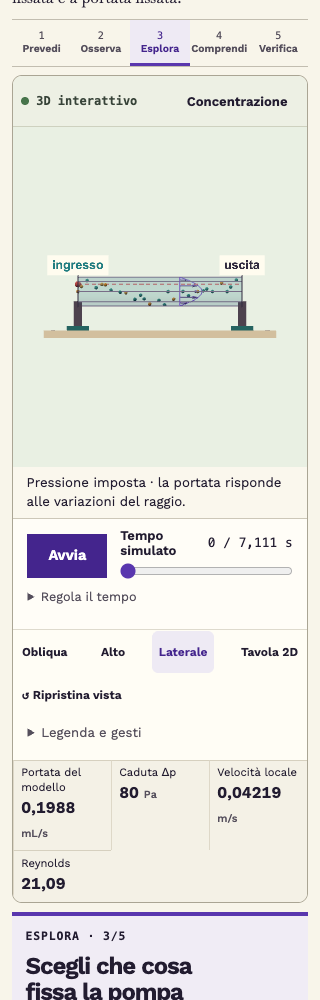 1
Prevedi
2
Osserva
3
Esplora
4
Comprendi
5
Verifica
3D interattivo
Concentrazione
ingresso
uscita
Pressione imposta · la portata risponde
alle variazioni del raggio.
Avvia
Tempo
simulato
0 / 7,111 s
▶ Regola il tempo
Obliqua
Alto
Laterale
Tavola 2D
↺ Ripristina vista
▶ Legenda e gesti
Portata del
modello
0,1988
mL/s
Caduta Δp
80 Pa
Velocità locale
0,04219
m/s
Reynolds
21,09
ESPLORA · 3/5
Scegli che cosa
fissa la pompa